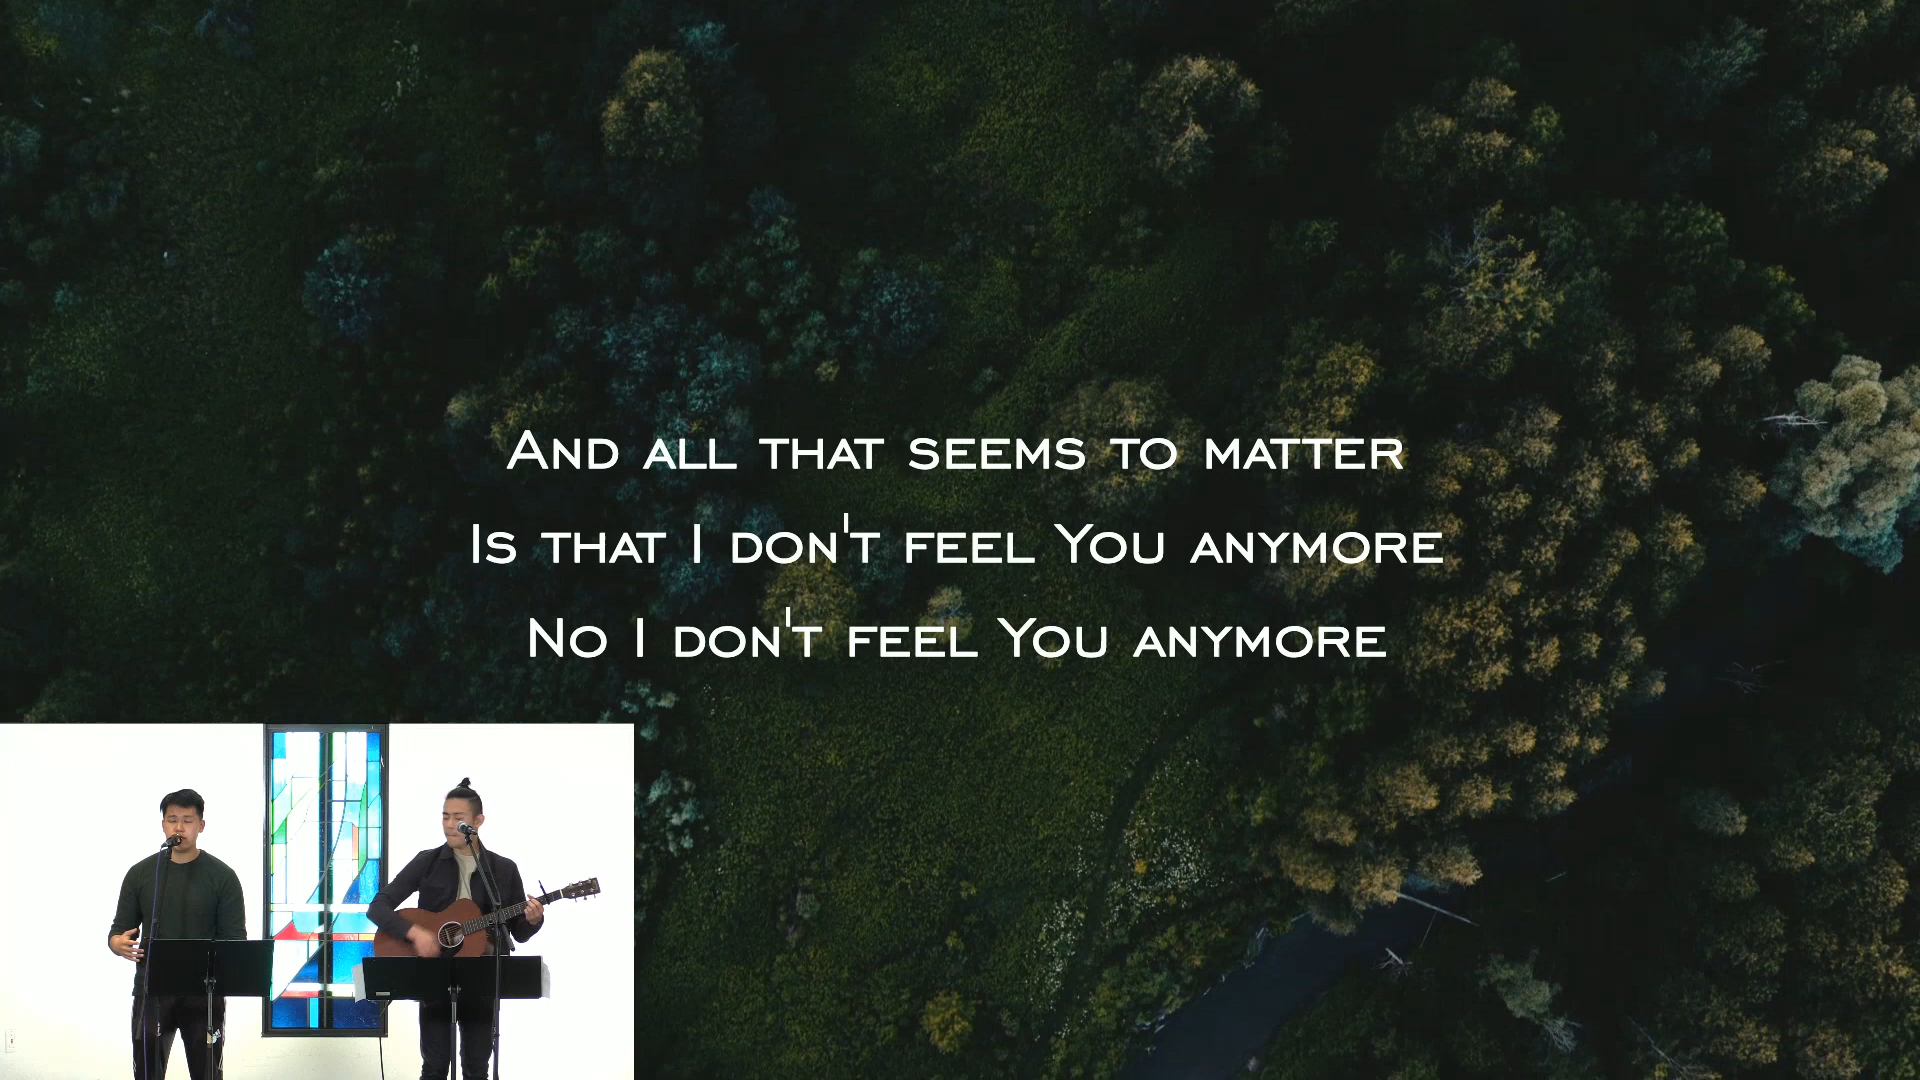 And all that seems to matter
Is that I don't feel You anymore
No I don't feel You anymore